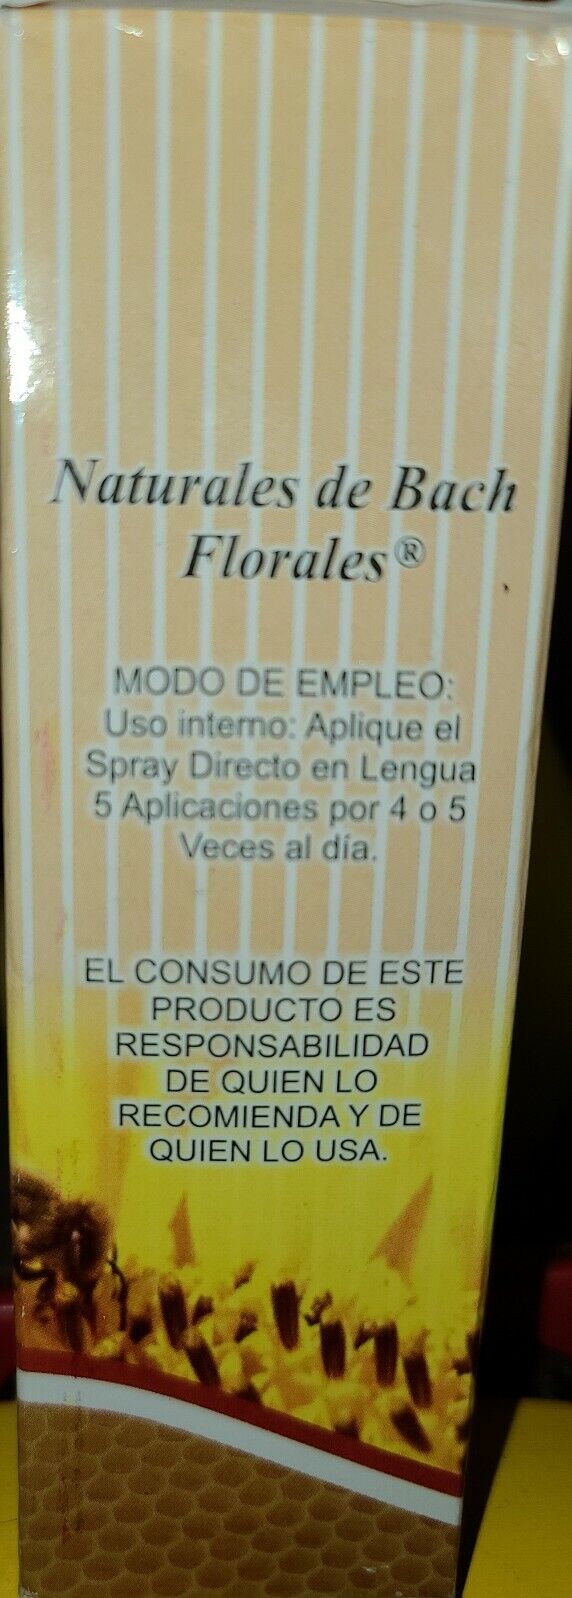 Naturales de Bach
Florales®
MODO DE EMPLEO:
Uso interno: Aplique el
Spray Directo en Lengua
5 Aplicaciones por 4 o 5
Veces al día.
EL CONSUMO DE ESTE
PRODUCTO ES
RESPONSABILIDAD
DE QUIEN LO
RECOMIENDA Y DE
QUIEN LO USA.